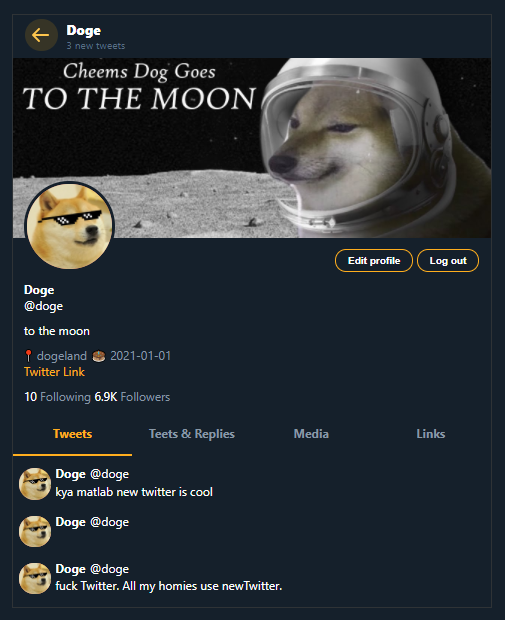 Doge
3 new tweets
Cheems Dog Goes
TO THE MOON
Edit profile
Log out
Doge
@doge
to the moon
📍 dogeland 🎂 2021-01-01
Twitter Link
10 Following 6.9K Followers
Tweets
Teets & Replies
Media
Links
Doge @doge
kya matlab new twitter is cool
Doge @doge
Doge @doge
fuck Twitter. All my homies use newTwitter.